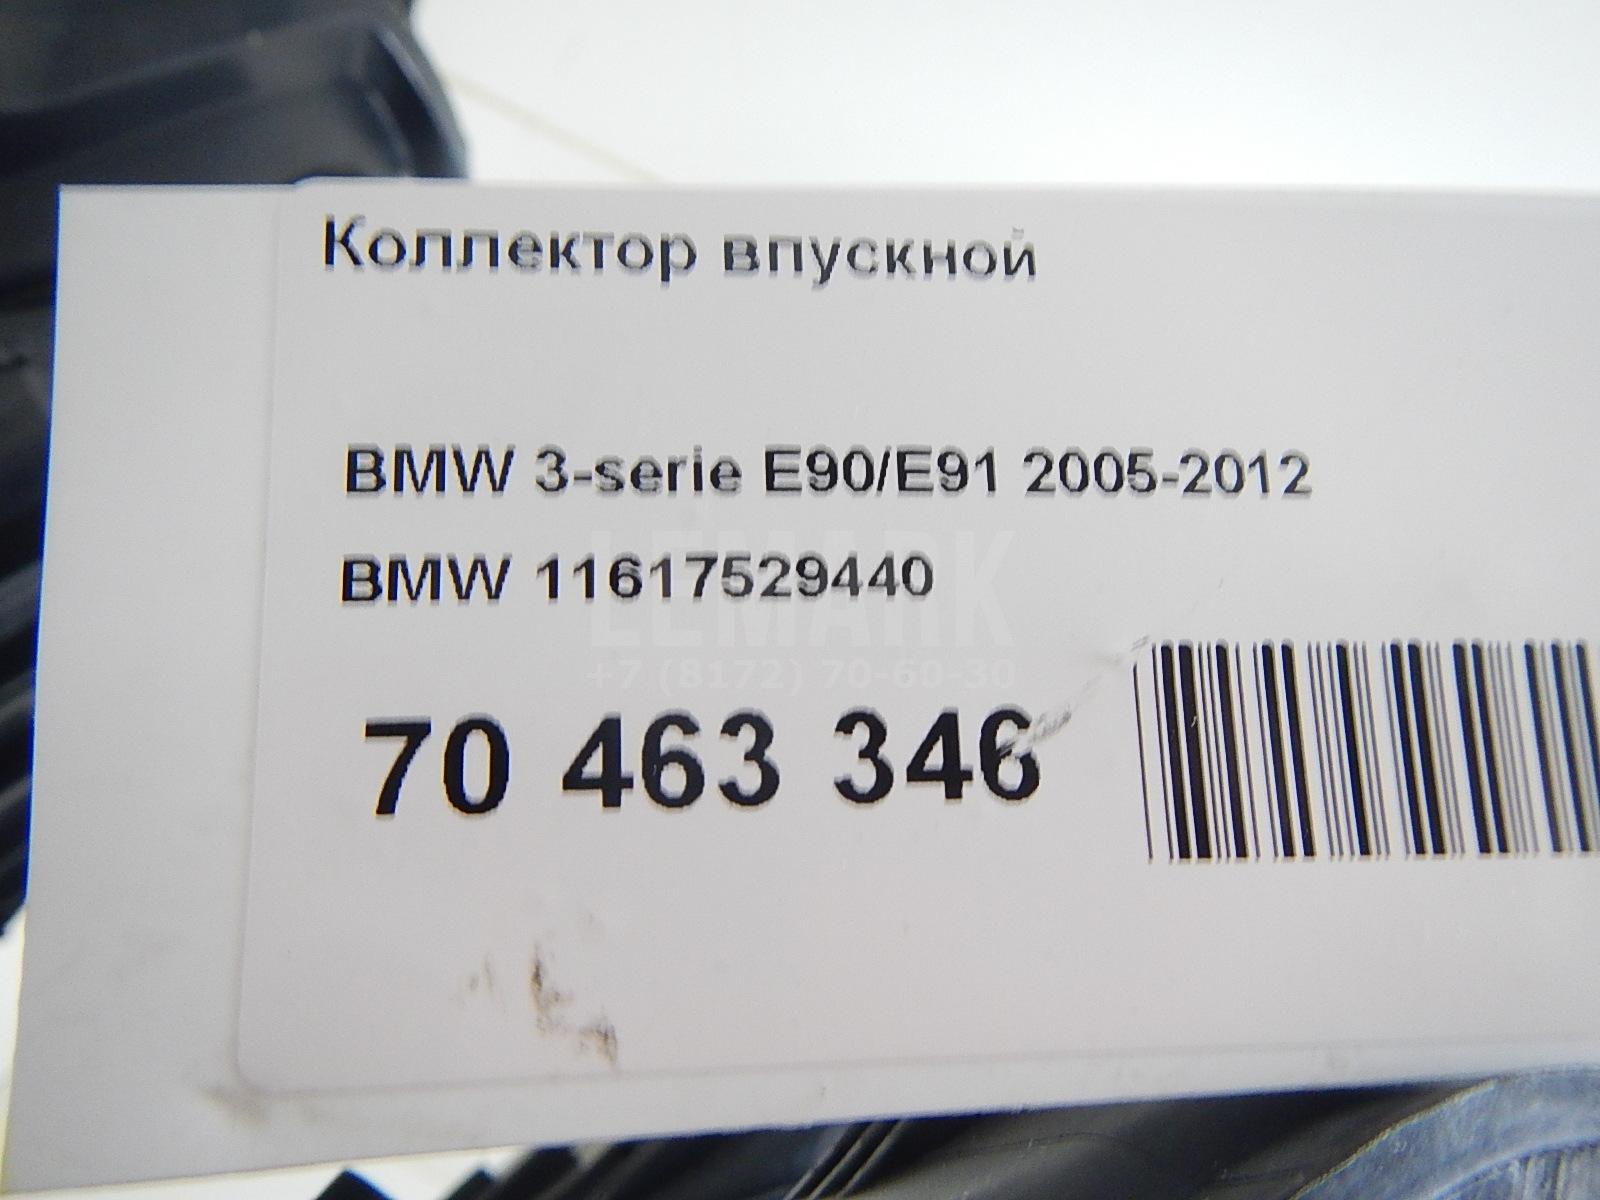 Коллектор впускной
BMW 3-serie E90/E91 2005-2012
BMW 11617529440
LEMARK
+7 (8172) 70-60-30
70 463 346